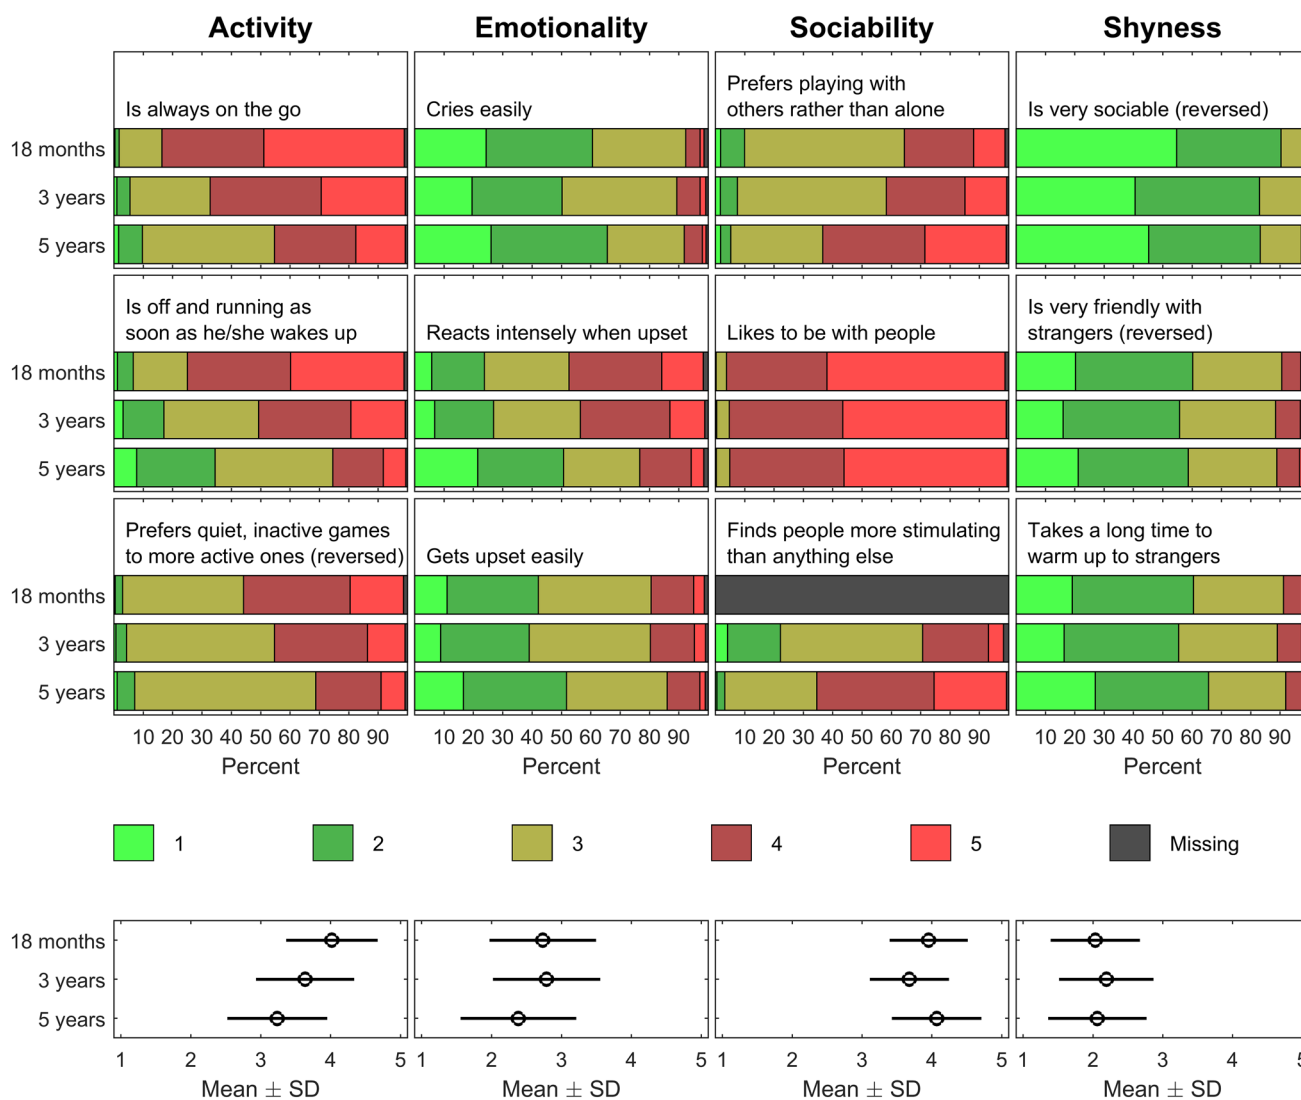 Activity Emotionality Sociability Shyness
Is always on the go
Cries easily
Prefers playing with
others rather than alone
Is very sociable (reversed)
18 months
3 years
5 years
Is off and running as
soon as he/she wakes up
Reacts intensely when upset
Likes to be with people
Is very friendly with
strangers (reversed)
18 months
3 years
5 years
Prefers quiet, inactive games
to more active ones (reversed)
Gets upset easily
Finds people more stimulating
than anything else
Takes a long time to
warm up to strangers
18 months
3 years
5 years
10 20 30 40 50 60 70 80 90 10 20 30 40 50 60 70 80 90 10 20 30 40 50 60 70 80 90 10 20 30 40 50 60 70 80 90
Percent Percent Percent Percent
1 2 3 4 5 Missing
18 months
3 years
5 years
1 2 3 4 5 1 2 3 4 5 1 2 3 4 5 1 2 3 4 5
Mean ± SD Mean ± SD Mean ± SD Mean ± SD